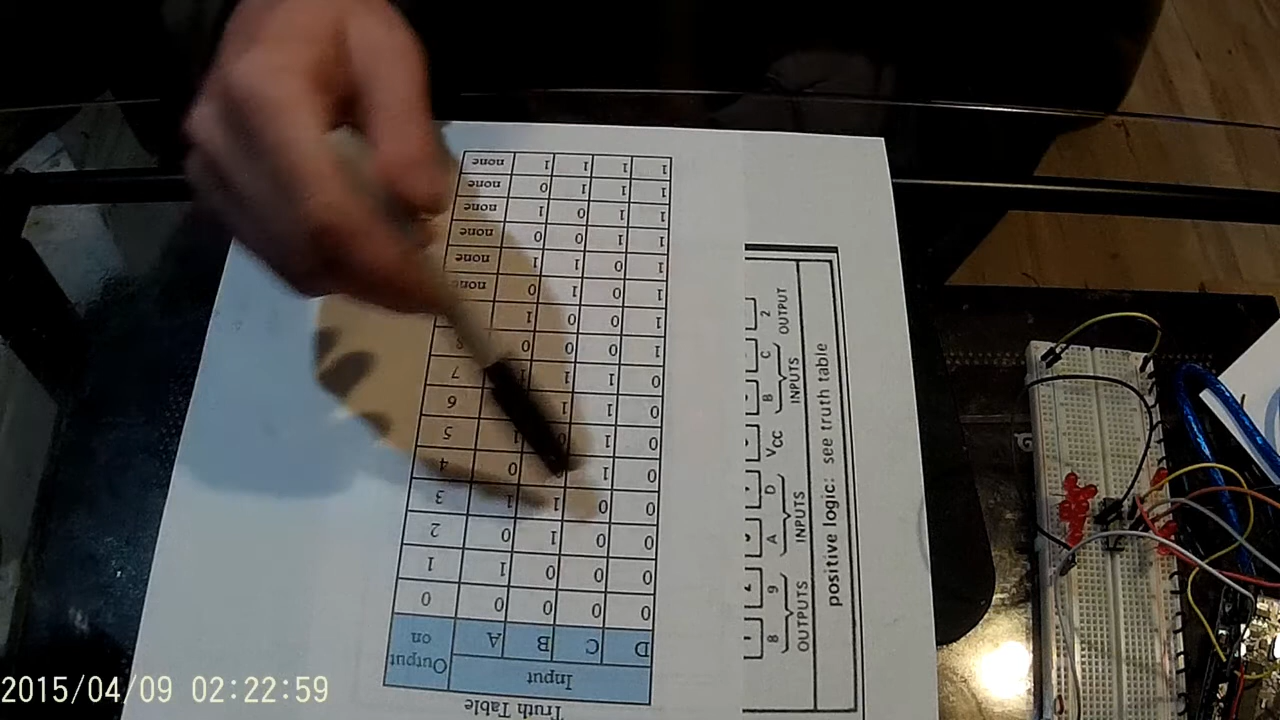 Truth Table
Input Output
D C B A on
0 0 0 0 0
0 0 0 1 1
0 0 1 0 2
0 0 1 1 3
0 1 0 4
0 1 0 1 5
0 1 1 6
0 1 1 1 7
1 0 0 0 8
1 0 0 1
1 0 1 0 none
1 0 1 1 none
1 1 0 0 none
1 1 0 1 none
1 1 1 0 none
1 1 1 1 none
8 9 A D VCC B C 2
OUTPUTS INPUTS INPUTS OUTPUT
positive logic: see truth table
2015/04/09 02:22:59